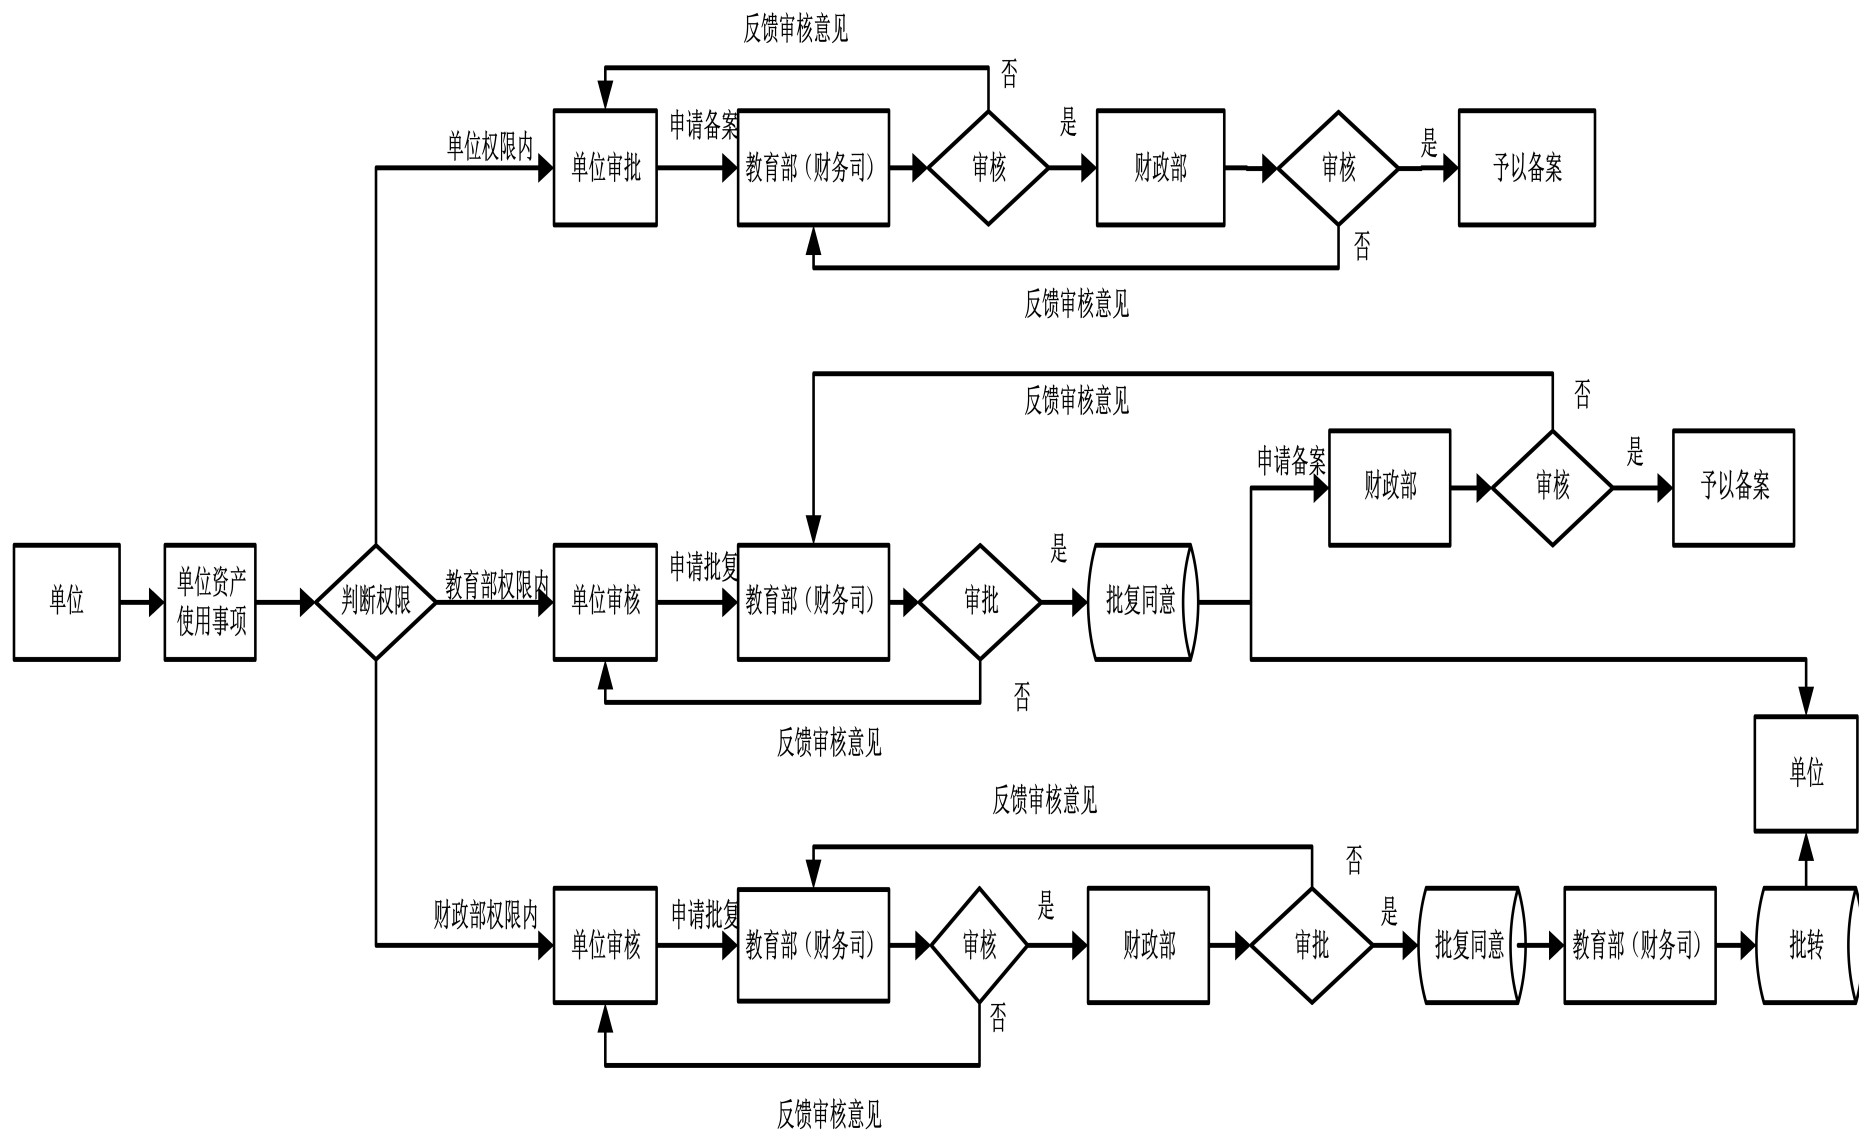 反馈审核意见
否
单位权限内
单位审批
申请备案
教育部（财务司）
审核
是
财政部
审核
是
予以备案
否
反馈审核意见
反馈审核意见
否
申请备案
财政部
审核
是
予以备案
单位
单位资产
使用事项
判断权限
教育部权限内
单位审核
申请批复
教育部（财务司）
审批
是
批复同意
否
反馈审核意见
单位
反馈审核意见
否
财政部权限内
单位审核
申请批复
教育部（财务司）
审核
是
财政部
审批
是
批复同意
教育部（财务司）
批转
否
反馈审核意见